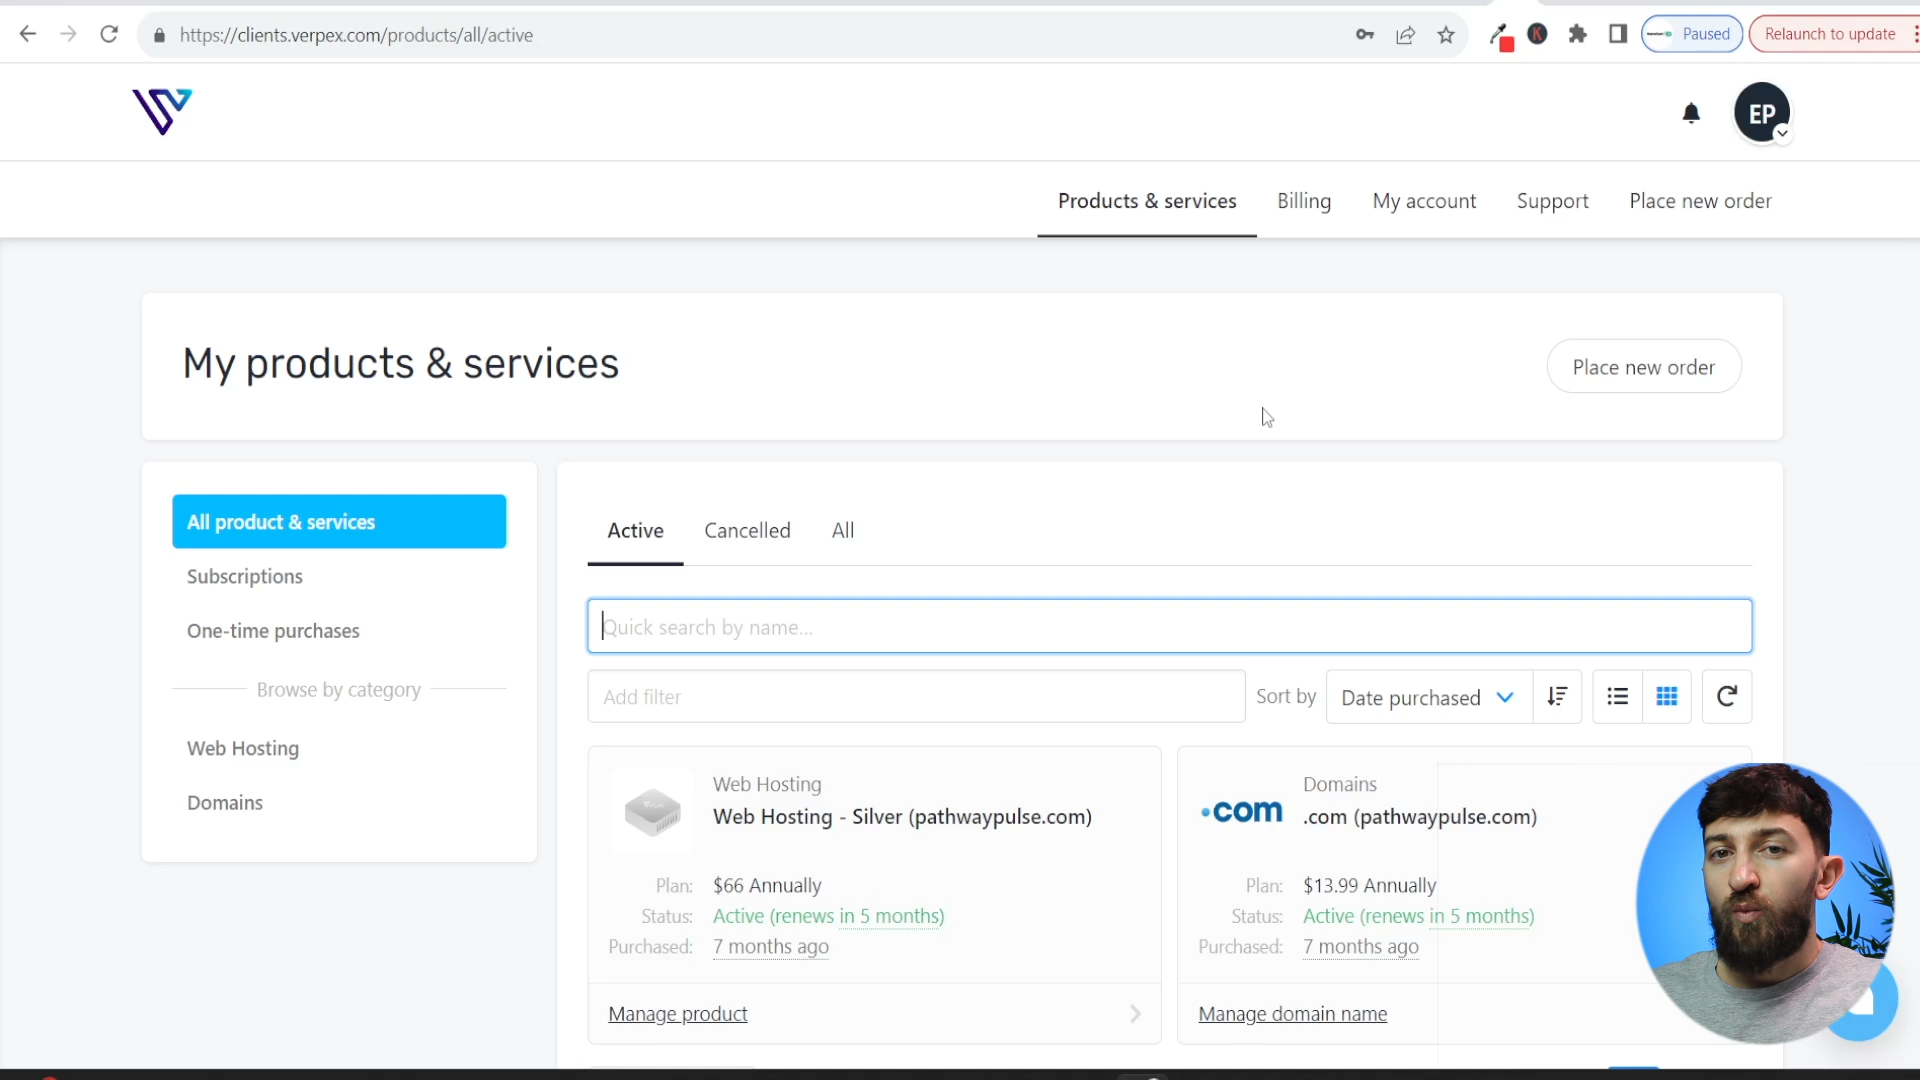 https://clients.verpex.com/products/all/active
Paused
Relaunch to update
EP
Products & services
Billing
My account
Support
Place new order
My products & services
Place new order
All product & services
Subscriptions
One-time purchases
Browse by category
Web Hosting
Domains
Active
Cancelled
All
Quick search by name...
Add filter
Sort by
Date purchased
Web Hosting
Web Hosting - Silver (pathwaypulse.com)
Plan: $66 Annually
Status: Active (renews in 5 months)
Purchased: 7 months ago
Manage product
.com
Domains
.com (pathwaypulse.com)
Plan: $13.99 Annually
Status: Active (renews in 5 months)
Purchased: 7 months ago
Manage domain name